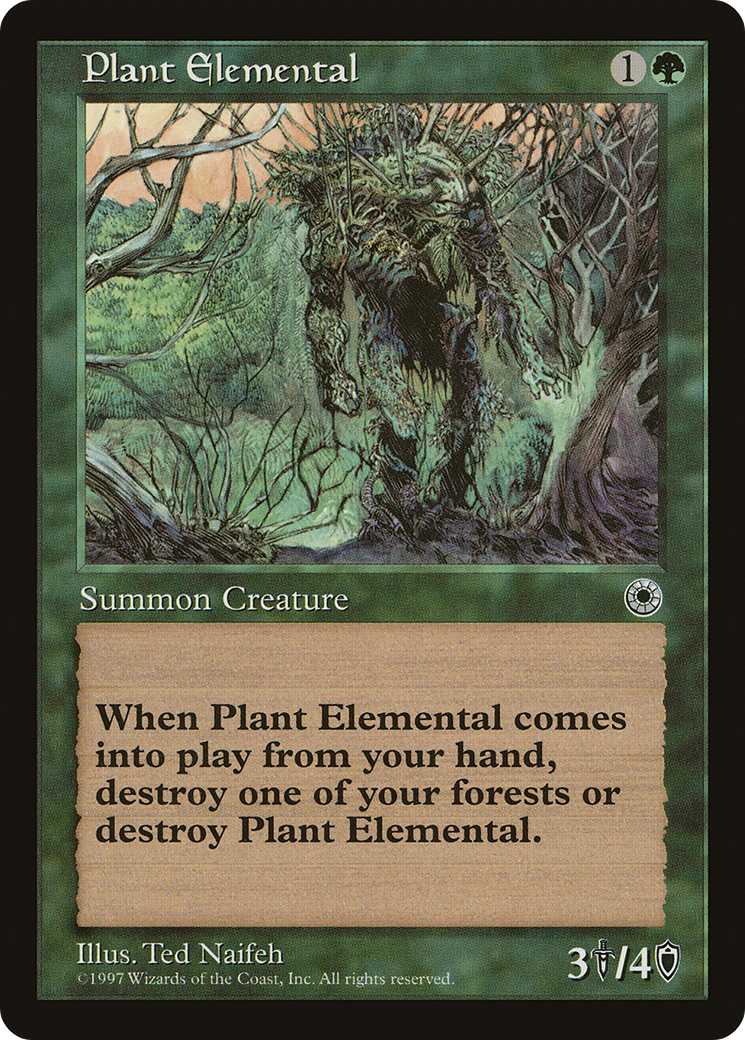 Plant Elemental
1
Summon Creature
When Plant Elemental comes
into play from your hand,
destroy one of your forests or
destroy Plant Elemental.
Illus. Ted Naifeh
©1997 Wizards of the Coast, Inc. All rights reserved.
3/4